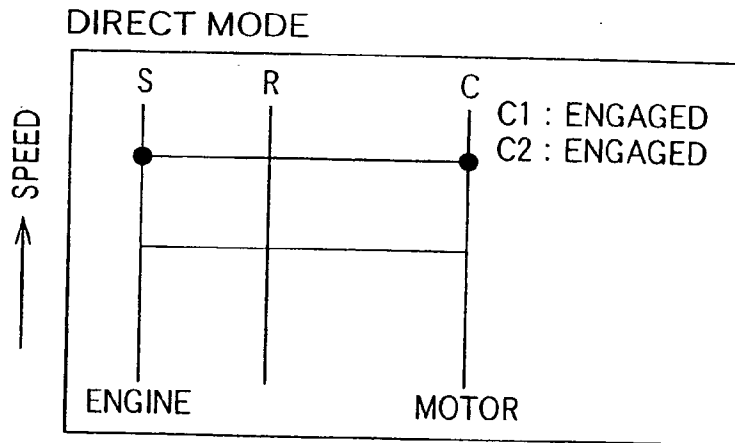 DIRECT MODE
S R C
C1 : ENGAGED
C2 : ENGAGED
SPEED
ENGINE
MOTOR